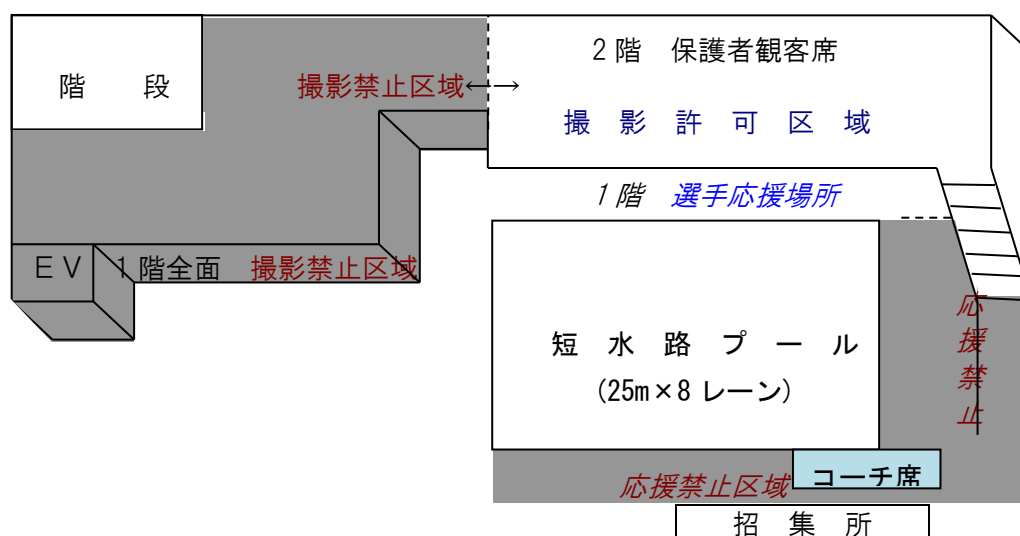 2階 保護者観客席
階 段
撮影禁止区域←→
撮 影 許 可 区 域
1階 選手応援場所
EV
1階全面 撮影禁止区域
応援禁止
短 水 路 プ ー ル
(25m×8レーン)
応援禁止区域
コーチ席
招 集 所